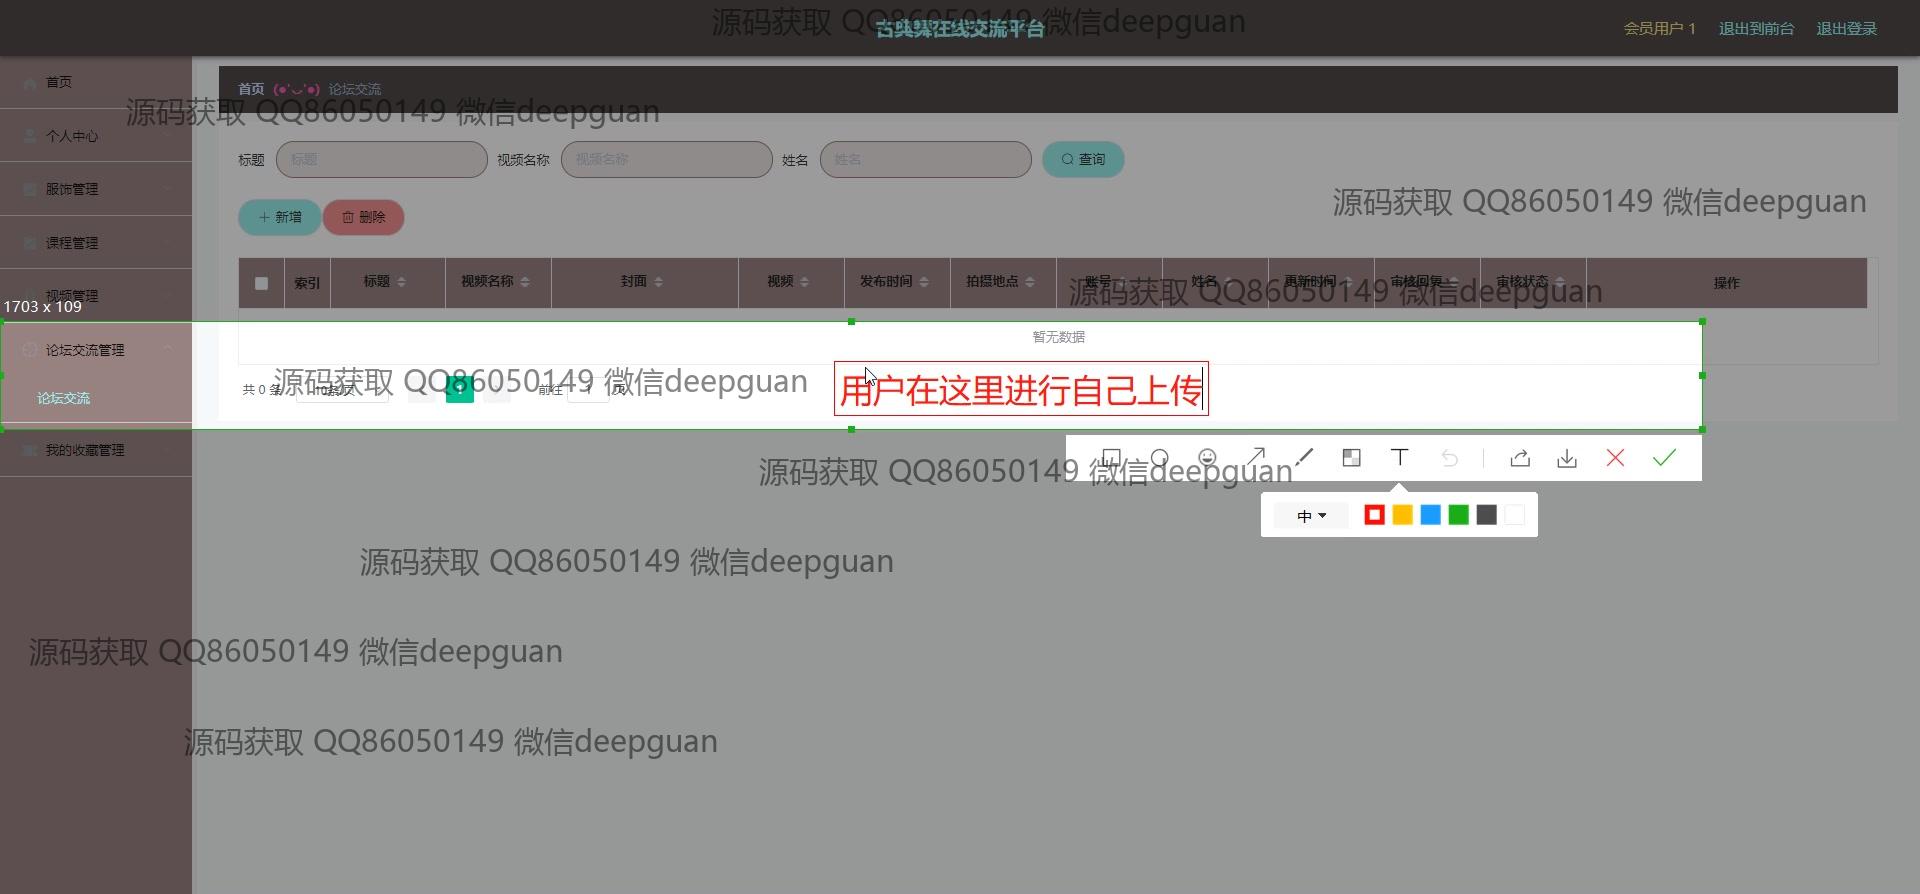 源码获取 QQ86050149 微信deepguan
古典舞在线交流平台
会员用户 1 退出到前台 退出登录
首页
首页 (●'◡'●) 论坛交流
源码获取 QQ86050149 微信deepguan
个人中心
标题 标题 视频名称 视频名称 姓名 姓名 查询
服饰管理
源码获取 QQ86050149 微信deepguan
新增 删除
课程管理
索引 标题 视频名称 封面 视频 发布时间 拍摄地点 账号 姓名 更新时间 审核回复 审核状态 操作
视频管理
源码获取 QQ86050149 微信deepguan
1703 x 109
暂无数据
论坛交流管理
源码获取 QQ86050149 微信deepguan
共 0 条 10条/页 1 前往 1 页
用户在这里进行自己上传
论坛交流
我的收藏管理
源码获取 QQ86050149 微信deepguan
中
源码获取 QQ86050149 微信deepguan
源码获取 QQ86050149 微信deepguan
源码获取 QQ86050149 微信deepguan